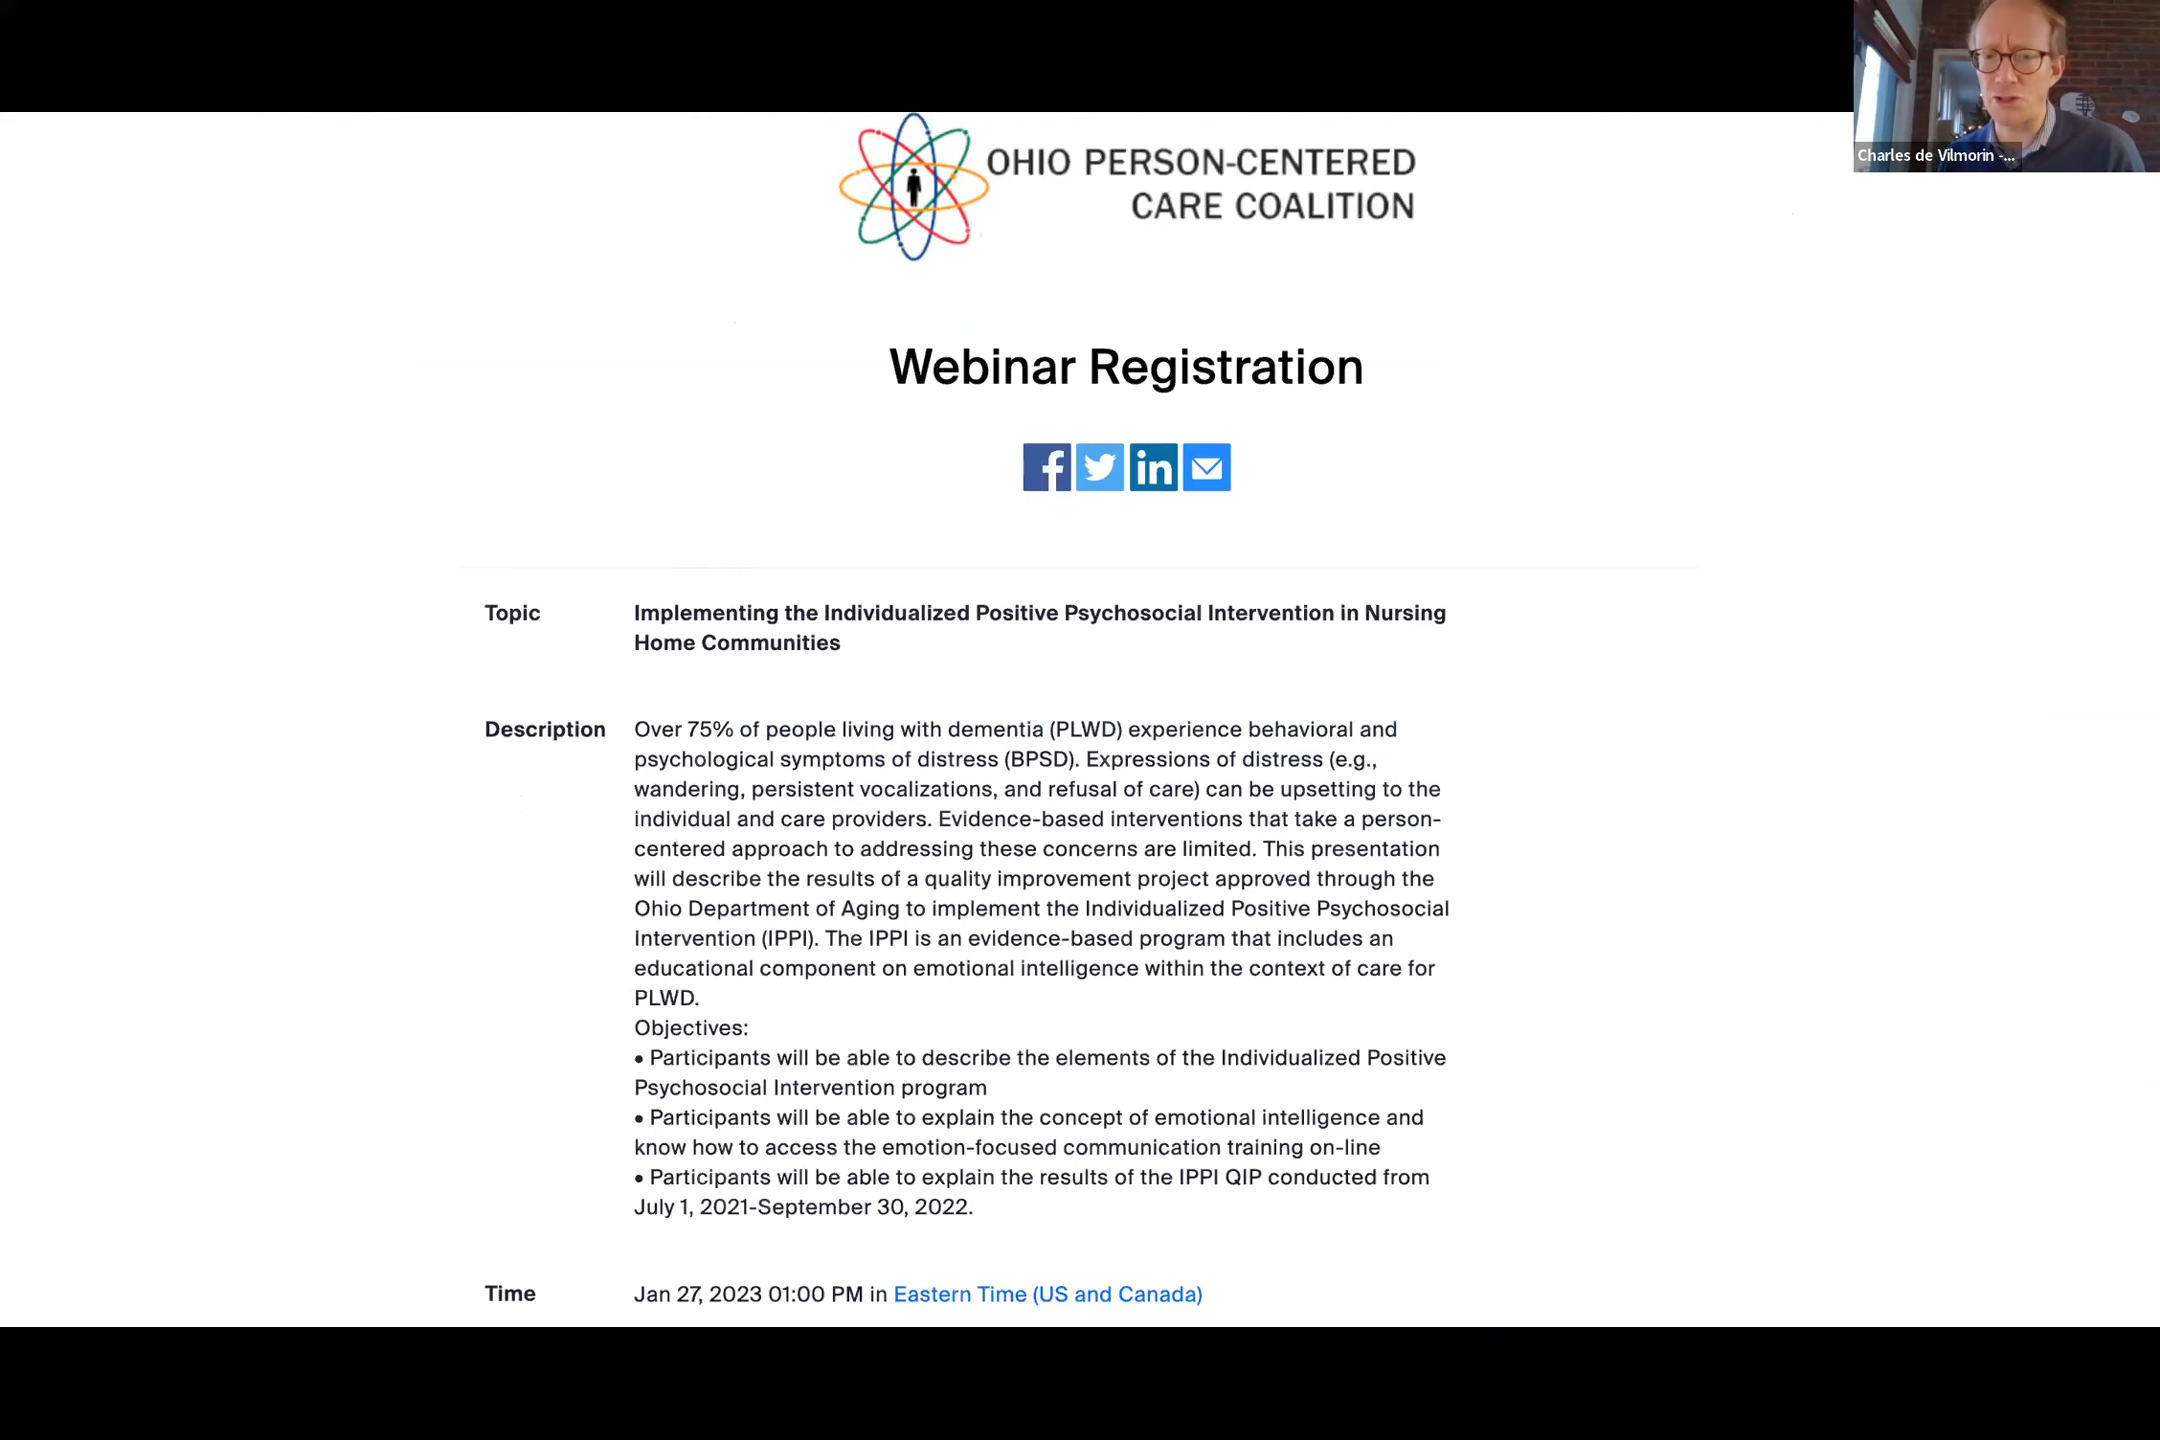 Charles de Vilmorin -...
OHIO PERSON-CENTERED
CARE COALITION
Webinar Registration
Topic
Implementing the Individualized Positive Psychosocial Intervention in Nursing
Home Communities
Description
Over 75% of people living with dementia (PLWD) experience behavioral and
psychological symptoms of distress (BPSD). Expressions of distress (e.g.,
wandering, persistent vocalizations, and refusal of care) can be upsetting to the
individual and care providers. Evidence-based interventions that take a person-
centered approach to addressing these concerns are limited. This presentation
will describe the results of a quality improvement project approved through the
Ohio Department of Aging to implement the Individualized Positive Psychosocial
Intervention (IPPI). The IPPI is an evidence-based program that includes an
educational component on emotional intelligence within the context of care for
PLWD.
Objectives:
• Participants will be able to describe the elements of the Individualized Positive
Psychosocial Intervention program
• Participants will be able to explain the concept of emotional intelligence and
know how to access the emotion-focused communication training on-line
• Participants will be able to explain the results of the IPPI QIP conducted from
July 1, 2021-September 30, 2022.
Time
Jan 27, 2023 01:00 PM in Eastern Time (US and Canada)